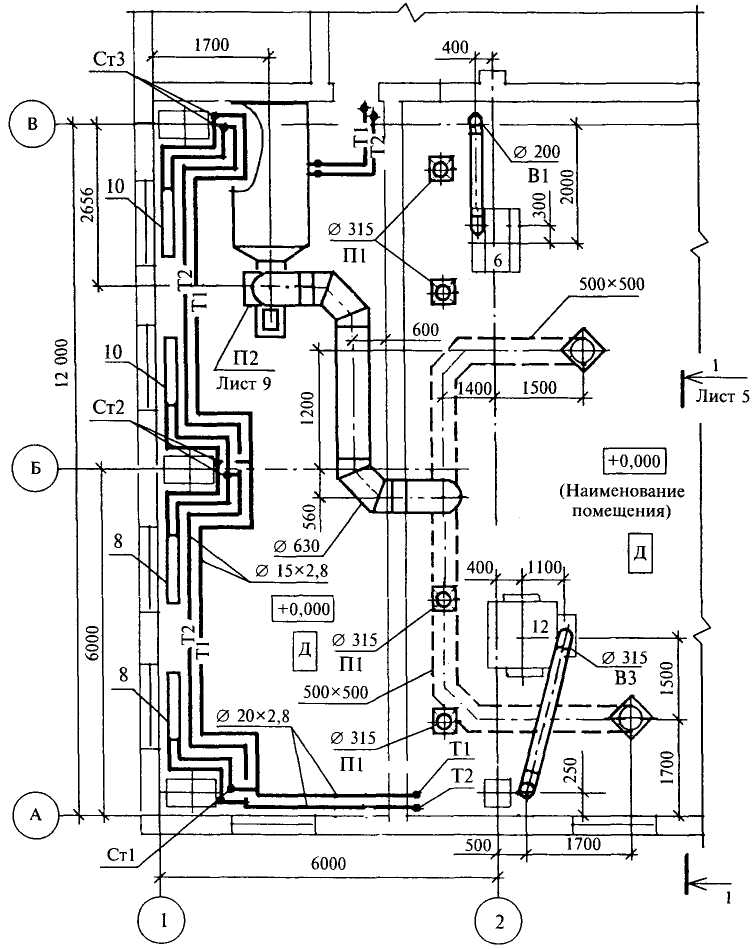 1700
400
Ст3
В
Т1
Т2
∅ 200
В1
2000
300
10
2656
∅ 315
П1
6
500×500
Т2
Т1
600
П2
Лист 9
1
Лист 5
12 000
10
1200
1400
1500
Ст2
Б
+0,000
(Наименование
помещения)
Д
560
8
∅ 630
∅ 15×2,8
400
1100
+0,000
Д
12
6000
Т2
Т1
∅ 315
П1
∅ 315
В3
1500
8
500×500
∅ 20×2,8
∅ 315
П1
Т1
Т2
250
1700
А
Ст1
6000
500
1700
1
1
2